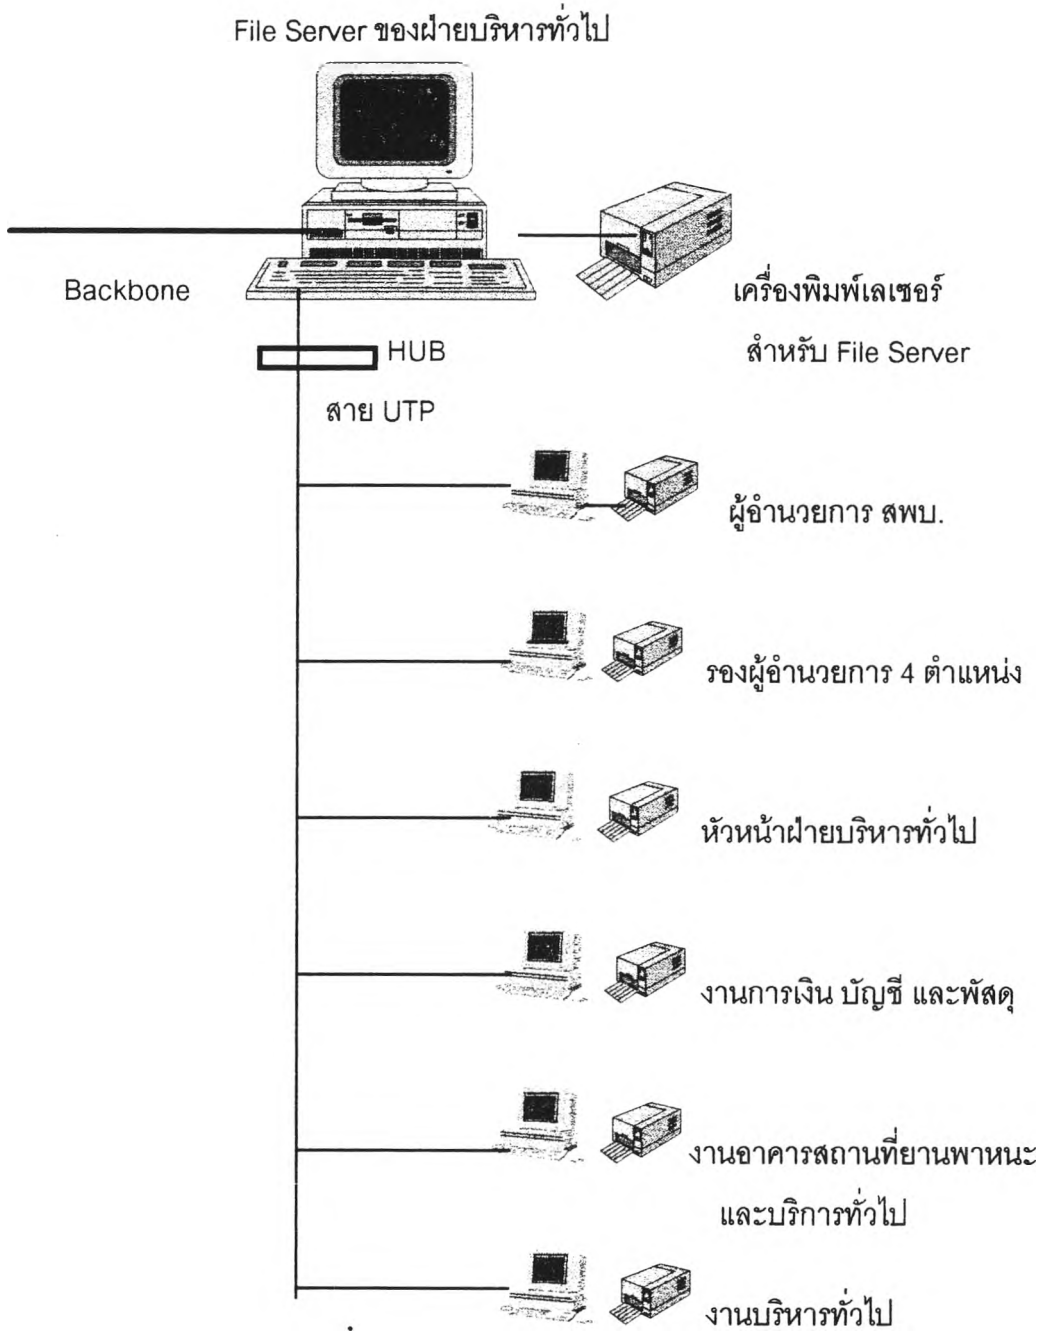 File Server ของฝ่ายบริหารทั่วไป
Backbone
เครื่องพิมพ์เลเซอร์
สำหรับ File Server
HUB
สาย UTP
ผู้อำนวยการ สพบ.
รองผู้อำนวยการ 4 ตำแหน่ง
หัวหน้าฝ่ายบริหารทั่วไป
งานการเงิน บัญชี และพัสดุ
งานอาคารสถานที่ยานพาหนะ
และบริการทั่วไป
งานบริหารทั่วไป